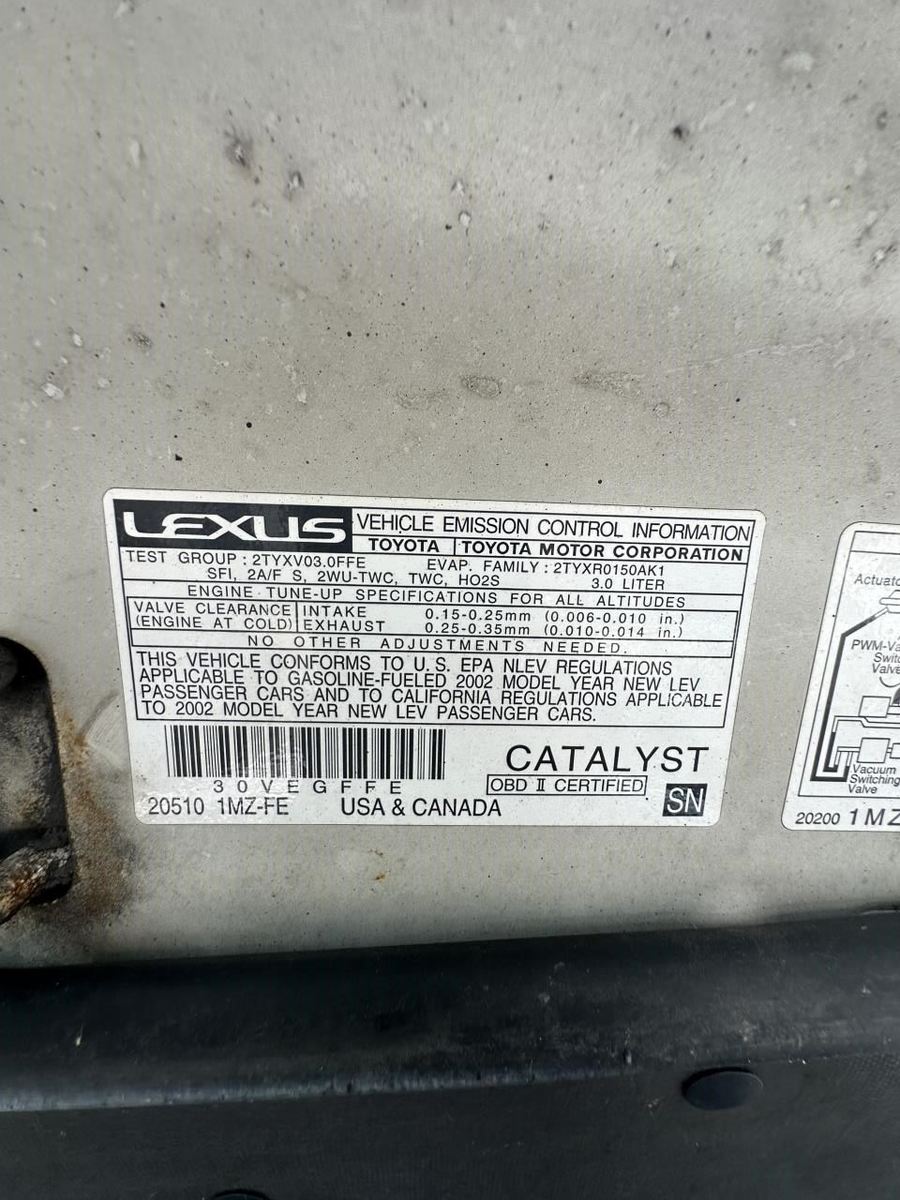 LEXUS VEHICLE EMISSION CONTROL INFORMATION
TOYOTA TOYOTA MOTOR CORPORATION
TEST GROUP : 2TYXV03.0FFE EVAP. FAMILY : 2TYXR0150AK1
SFI, 2A/F S, 2WU-TWC, TWC, HO2S 3.0 LITER
ENGINE TUNE-UP SPECIFICATIONS FOR ALL ALTITUDES
VALVE CLEARANCE INTAKE 0.15-0.25mm (0.006-0.010 in.)
(ENGINE AT COLD) EXHAUST 0.25-0.35mm (0.010-0.014 in.)
NO OTHER ADJUSTMENTS NEEDED.
THIS VEHICLE CONFORMS TO U.S. EPA NLEV REGULATIONS
APPLICABLE TO GASOLINE-FUELED 2002 MODEL YEAR NEW LEV
PASSENGER CARS AND TO CALIFORNIA REGULATIONS APPLICABLE
TO 2002 MODEL YEAR NEW LEV PASSENGER CARS.
30VEGFFE
CATALYST
OBD II CERTIFIED
20510 1MZ-FE USA & CANADA
SN
Actuato
PWM-Va
Switc
Valve
Vacuum
Switching
Valve
20200 1MZ